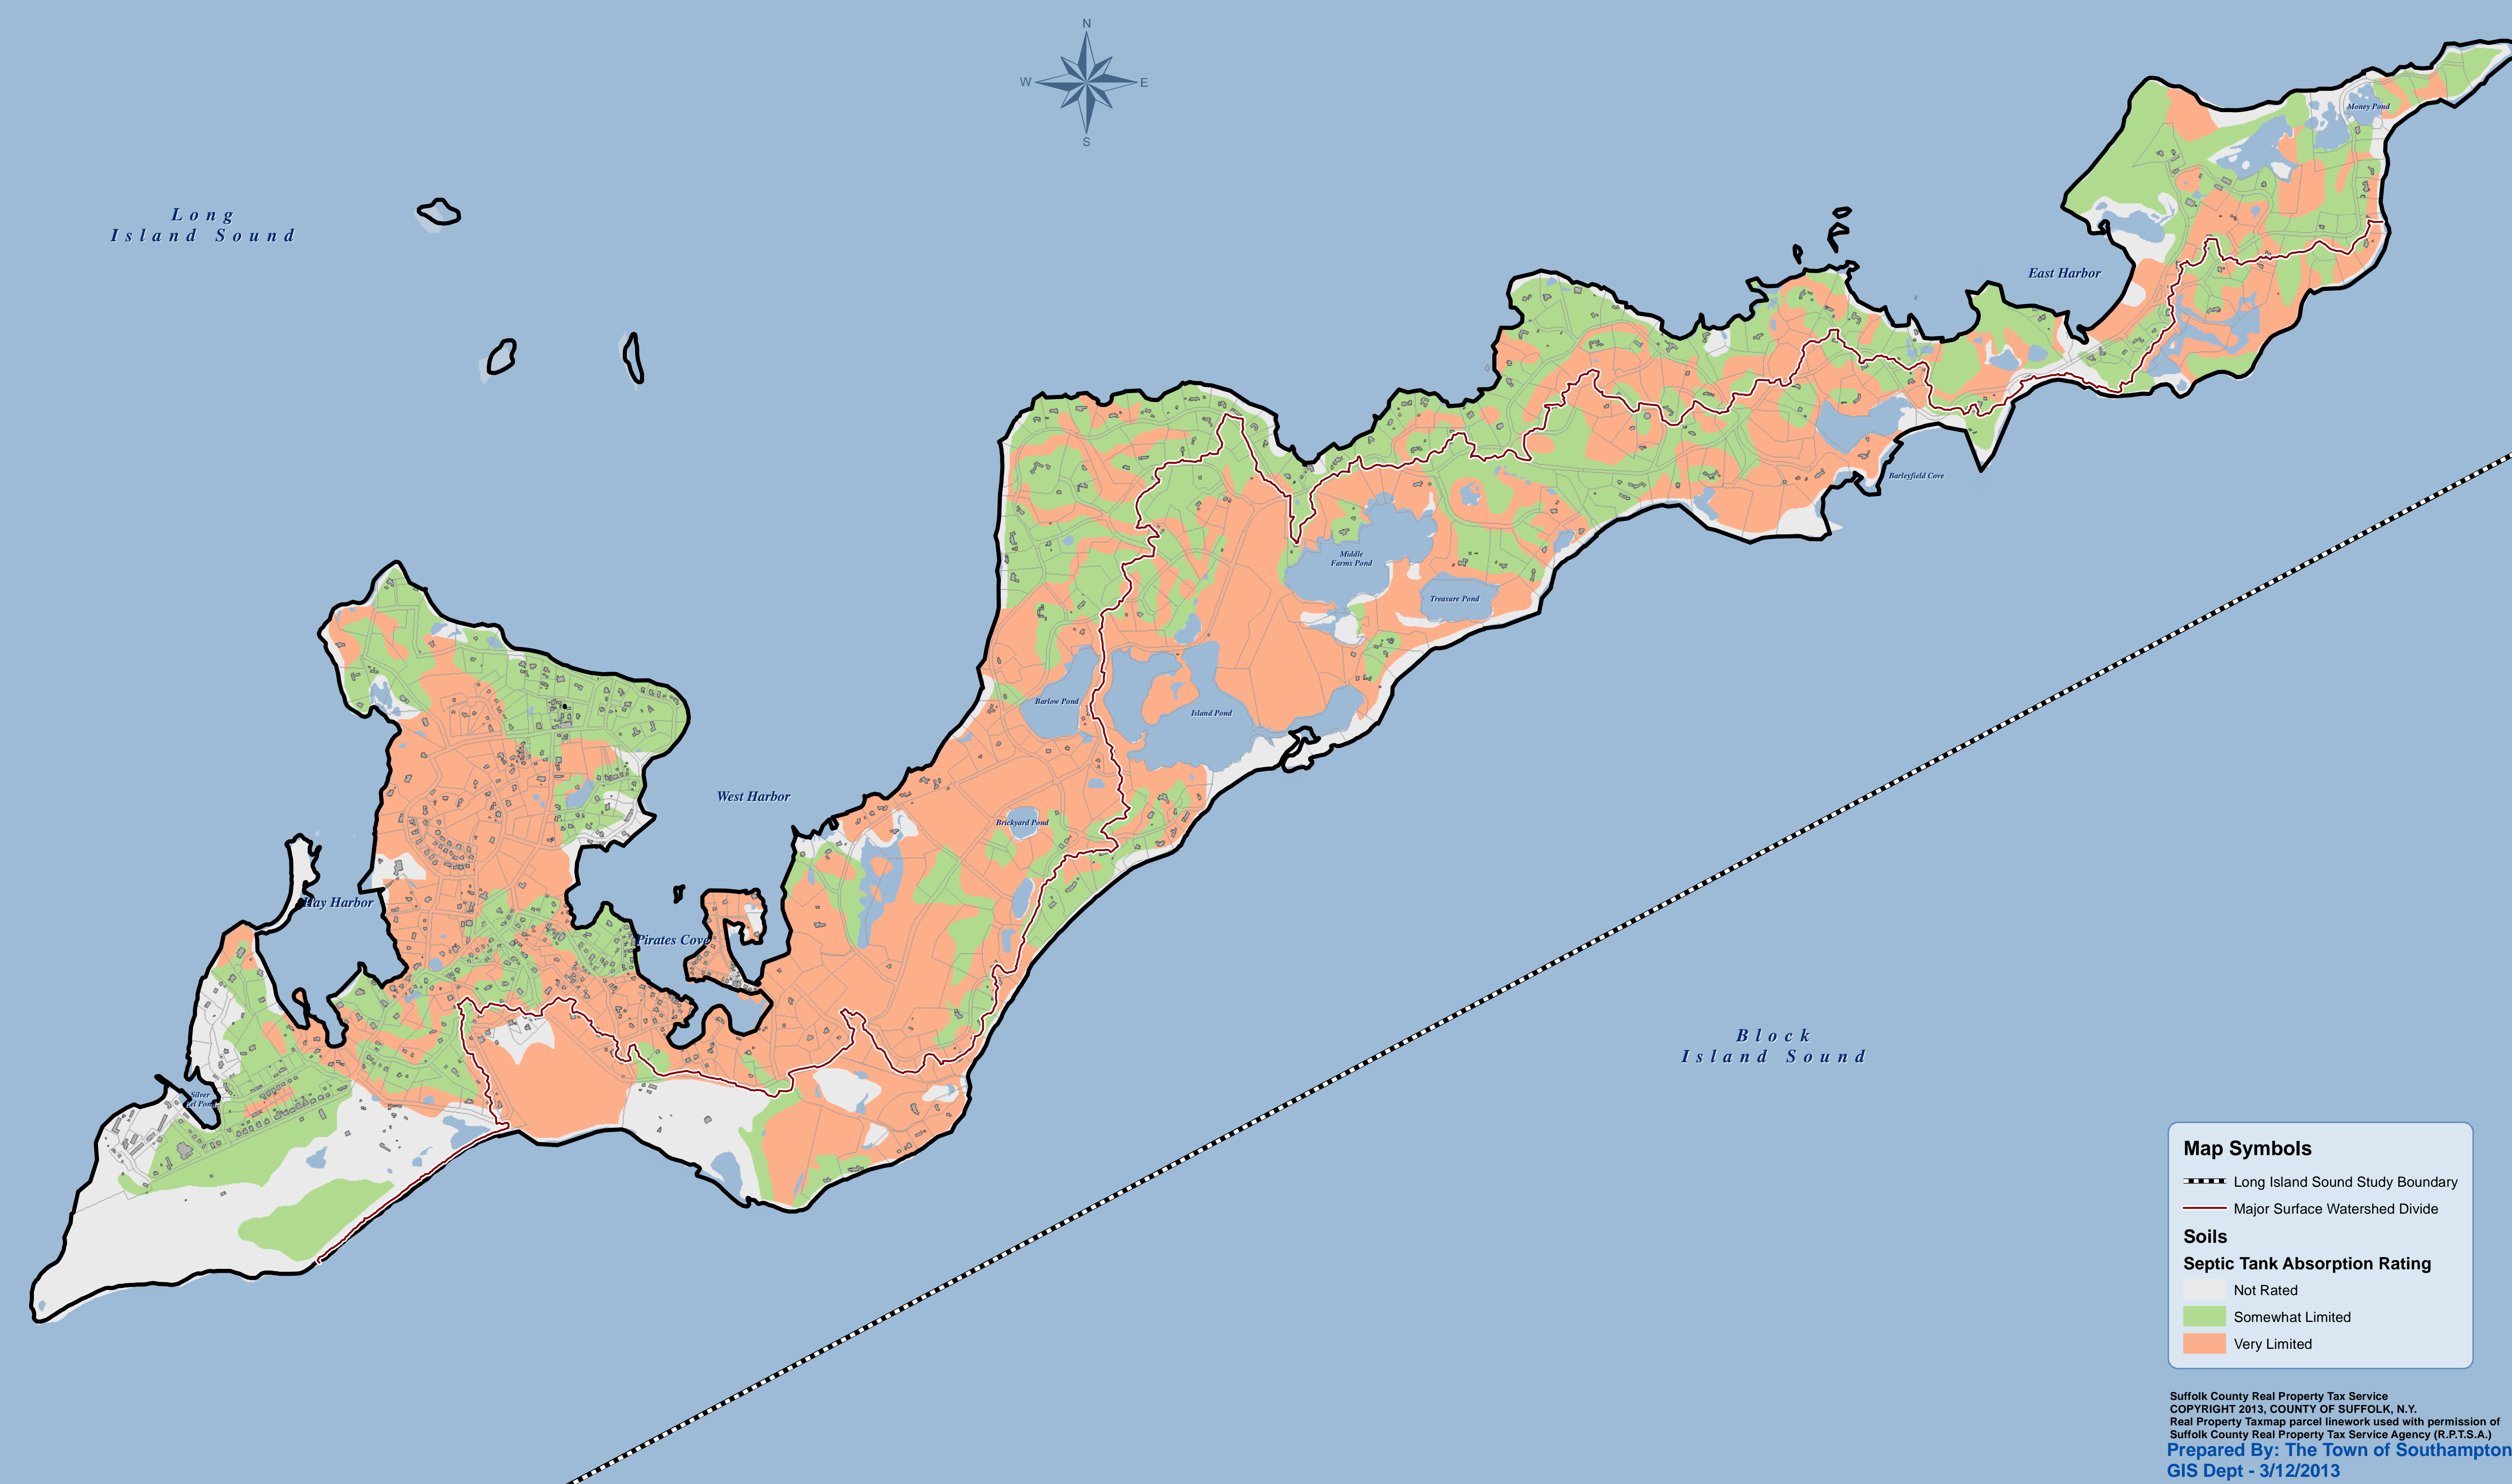 N
W E
S
Long
Island Sound
Money Pond
East Harbor
Barleyfield Cove
Middle
Farms Pond
Treasure Pond
Barlow Pond
Island Pond
West Harbor
Brickyard Pond
Hay Harbor
Pirates Cove
Block
Island Sound
Silver
Eel Pond
Map Symbols
Long Island Sound Study Boundary
Major Surface Watershed Divide
Soils
Septic Tank Absorption Rating
Not Rated
Somewhat Limited
Very Limited
Suffolk County Real Property Tax Service
COPYRIGHT 2013, COUNTY OF SUFFOLK, N.Y.
Real Property Taxmap parcel linework used with permission of
Suffolk County Real Property Tax Service Agency (R.P.T.S.A.)
Prepared By: The Town of Southampton
GIS Dept - 3/12/2013